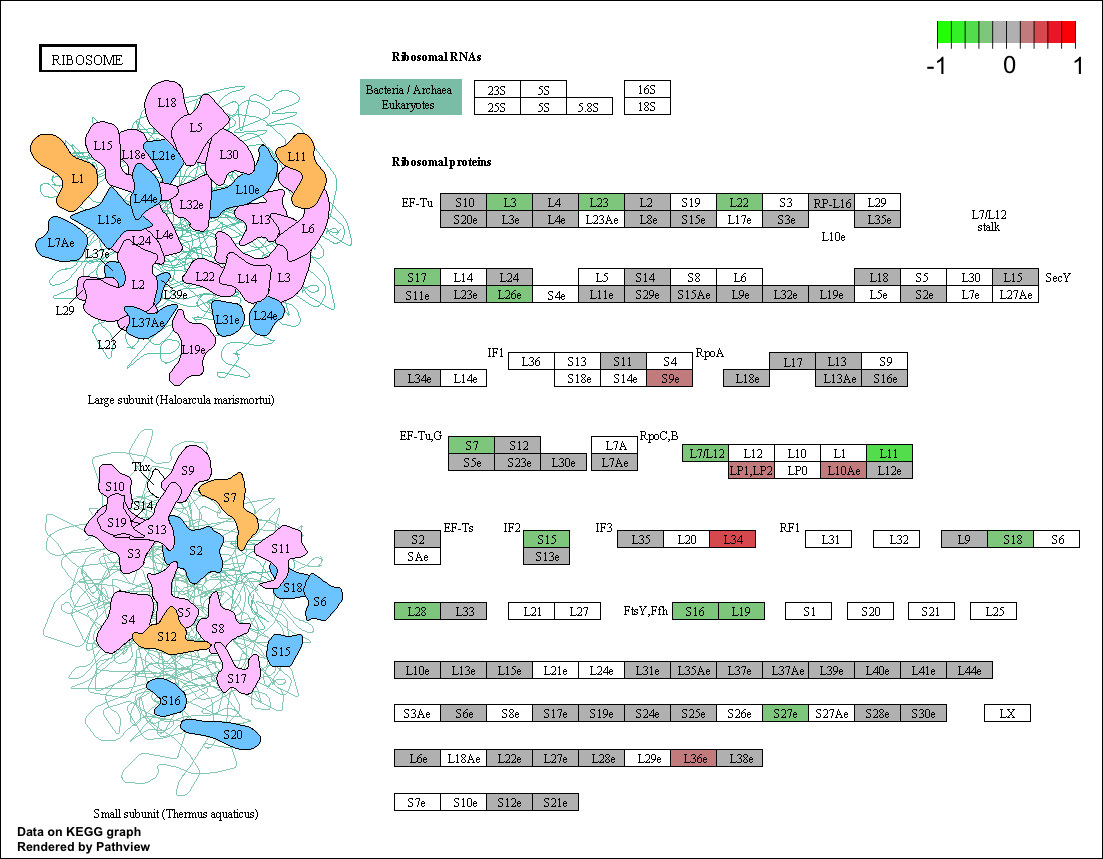 RIBOSOME
Ribosomal RNAs
-1 0 1
Bacteria / Archaea 23S 5S 16S
Eukaryotes 25S 5S 5.8S 18S
Ribosomal proteins
EF-Tu S10 L3 L23 L4 L2 S19 L22 S3 RP-L16 L29
S20e L3e L4e L23Ae L8e S15e L17e S3e L35e
L10e
L7/L12
stalk
S17 L14 L24 L5 S14 S8 L6 L18 S5 L30 L15 SecY
S11e L23e L26e S4e L11e S29e S15Ae L9e L32e L19e L5e S2e L7e L27Ae
IF1 L36 S13 S11 S4 RpoA L17 L13 S9
L34e L14e S18e S14e S9e L18e L13Ae S16e
EF-Tu,G S7 S12 L7A RpoC,B L7/L12 L12 L10 L1 L11
S5e S23e L30e L7Ae LP1,LP2 LP0 L10Ae L12e
S2 EF-Ts IF2 S15 IF3 L35 L20 L34 RF1 L31 L32 L9 S18 S6
SAe S13e
L28 L33 L21 L27 FtsY,Ffh S16 L19 S1 S20 S21 L25
L10e L13e L15e L21e L24e L31e L35Ae L37e L37Ae L39e L40e L41e L44e
S3Ae S6e S8e S17e S19e S24e S25e S26e S27e S27Ae S28e S30e LX
L6e L18Ae L22e L27e L28e L29e L36e L38e
S7e S10e S12e S21e
L18
L5
L15
L18e
L21e
L30
L11
L1
L44e
L10e
L32e
L15e
L13
L6
L7Ae
L24
L4e
L37e
L2
L22
L14
L3
L39e
L29
L37Ae
L31e
L24e
L23
L19e
Large subunit (Haloarcula marismortui)
Thx
S9
S10
S7
S14
S19
S13
S3
S2
S11
S18
S6
S4
S5
S8
S12
S15
S17
S16
S20
Small subunit (Thermus aquaticus)
Data on KEGG graph
Rendered by Pathview